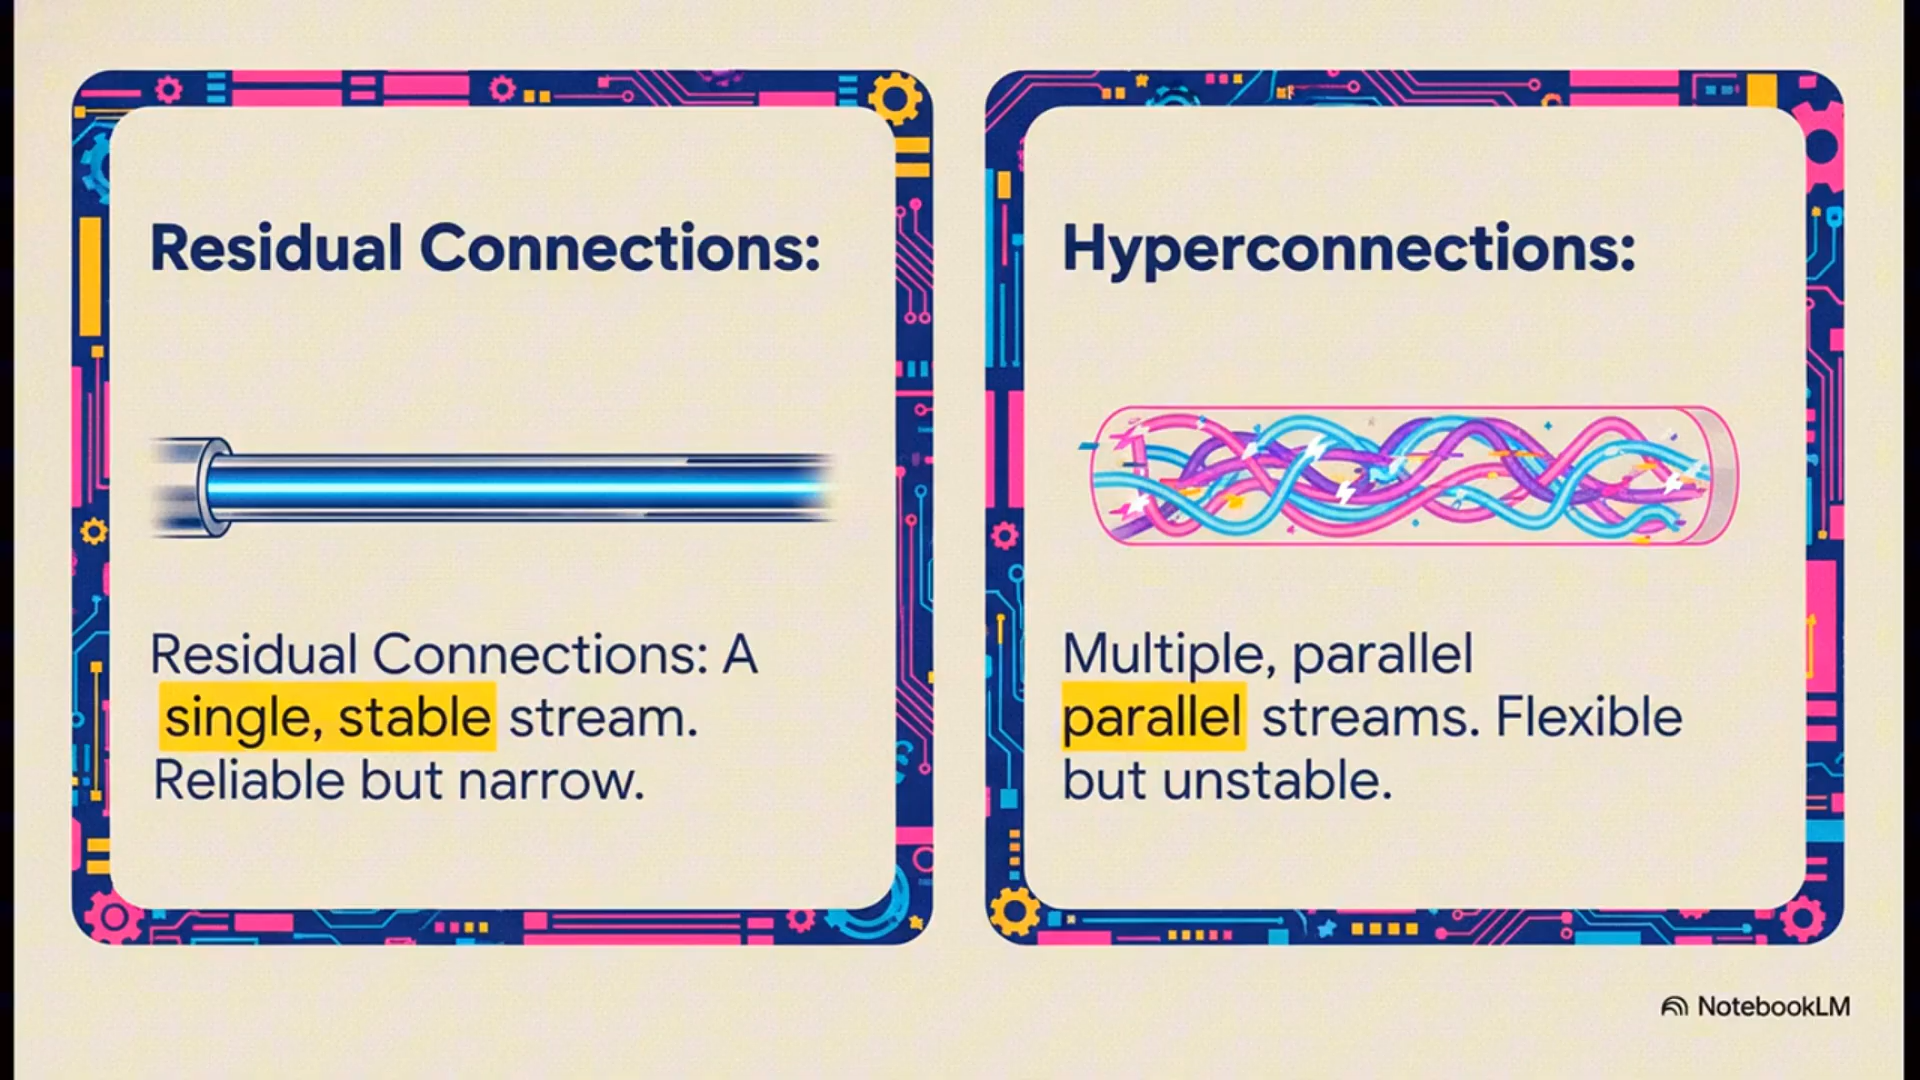 Residual Connections:
Residual Connections: A
single, stable stream.
Reliable but narrow.
Hyperconnections:
Multiple, parallel
parallel streams. Flexible
but unstable.
NotebookLM